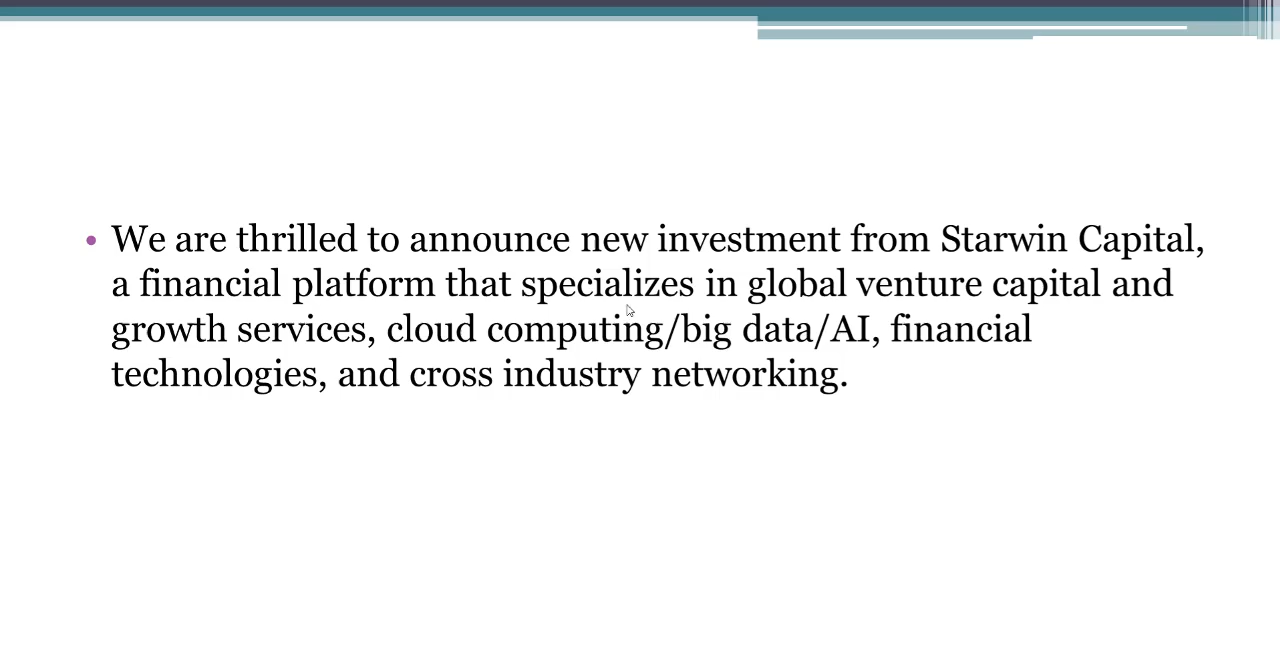 • We are thrilled to announce new investment from Starwin Capital,
a financial platform that specializes in global venture capital and
growth services, cloud computing/big data/AI, financial
technologies, and cross industry networking.